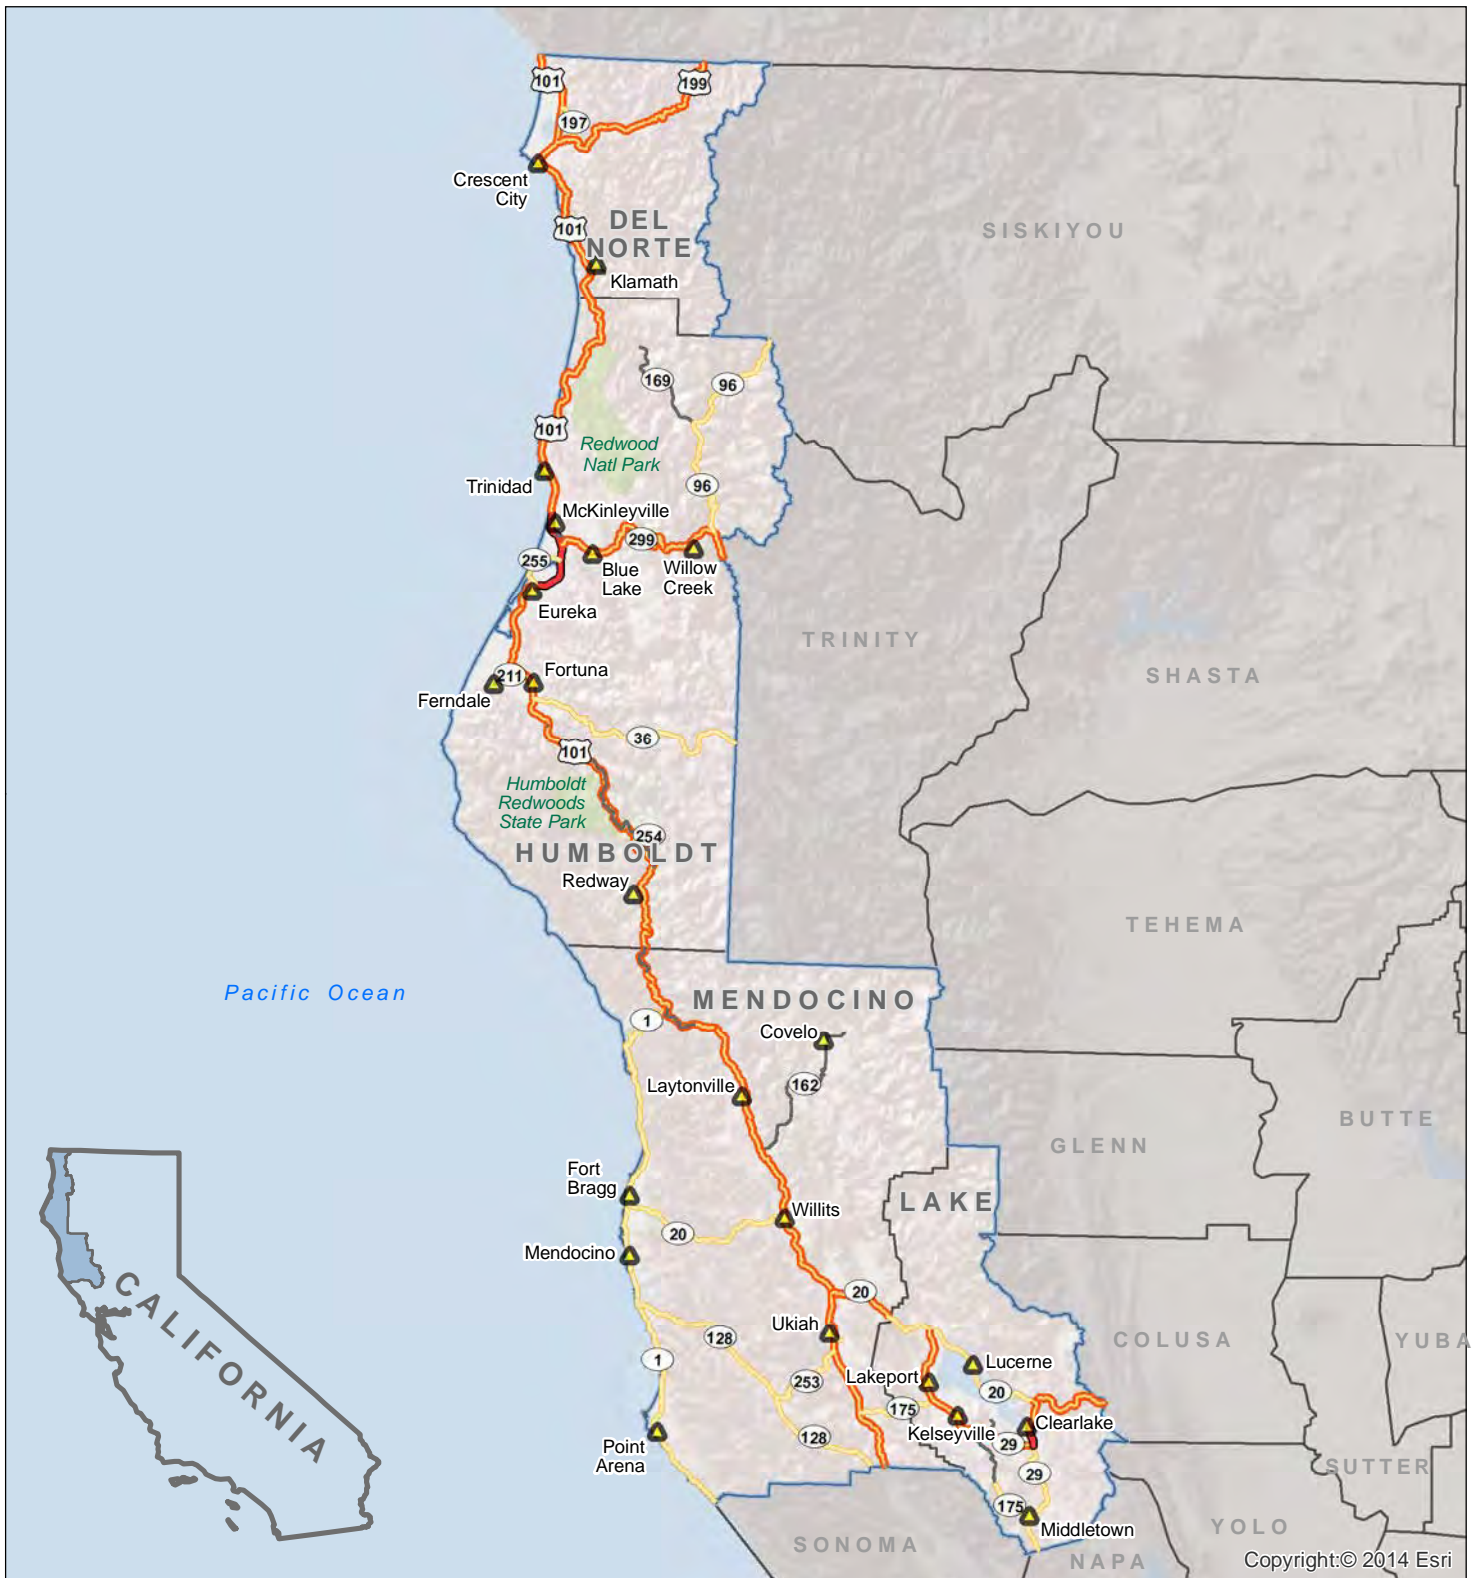 101
199
197
Crescent
City
DEL
NORTE
101
SISKIYOU
Klamath
169
96
101
Redwood
Natl Park
Trinidad
96
McKinleyville
299
255
Blue
Lake
Willow
Creek
Eureka
TRINITY
SHASTA
211
Fortuna
Ferndale
36
101
Humboldt
Redwoods
State Park
254
HUMBOLDT
Redway
TEHEMA
Pacific Ocean
MENDOCINO
1
Covelo
Laytonville
162
BUTTE
GLENN
Fort
Bragg
LAKE
Willits
20
Mendocino
CALIFORNIA
20
Ukiah
128
COLUSA
YUBA
1
Lucerne
Lakeport
253
20
175
Clearlake
Kelseyville
128
29
Point
Arena
29
SUTTER
175
Middletown
YOLO
SONOMA
NAPA
Copyright:© 2014 Esri